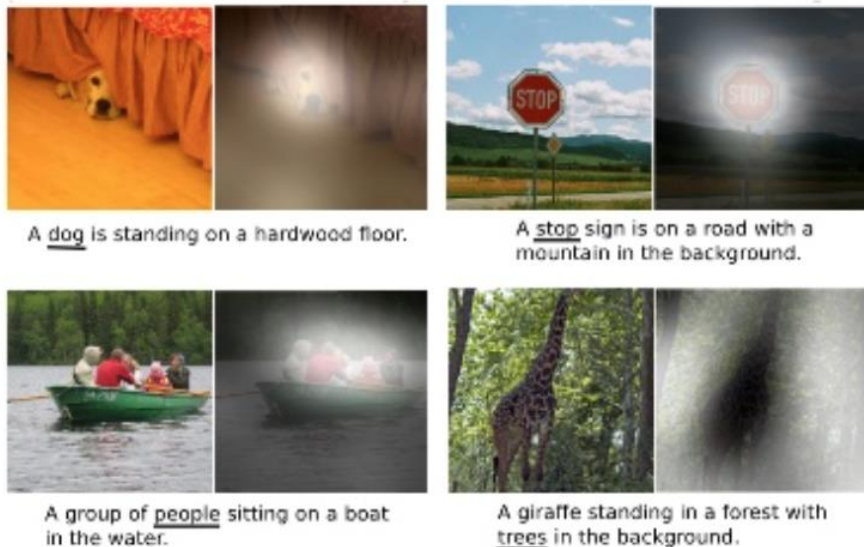 STOP
STOP
A dog is standing on a hardwood floor.
A stop sign is on a road with a
mountain in the background.
A group of people sitting on a boat
in the water.
A giraffe standing in a forest with
trees in the background.